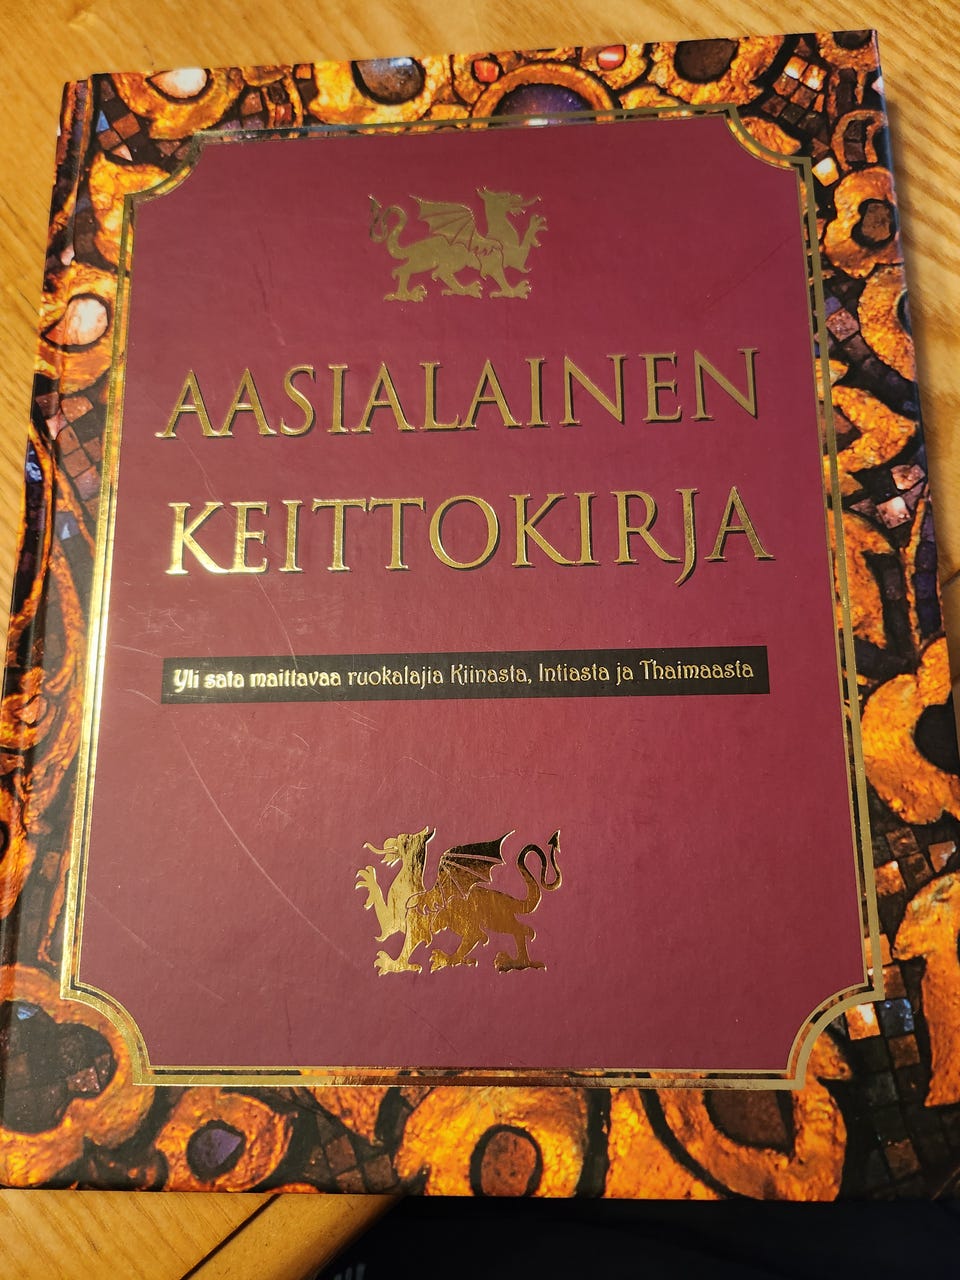 AASIALAINEN
KEITTOKIRJA
Yli sata maittavaa ruokalajia Kiinasta, Intiasta ja Thaimaasta